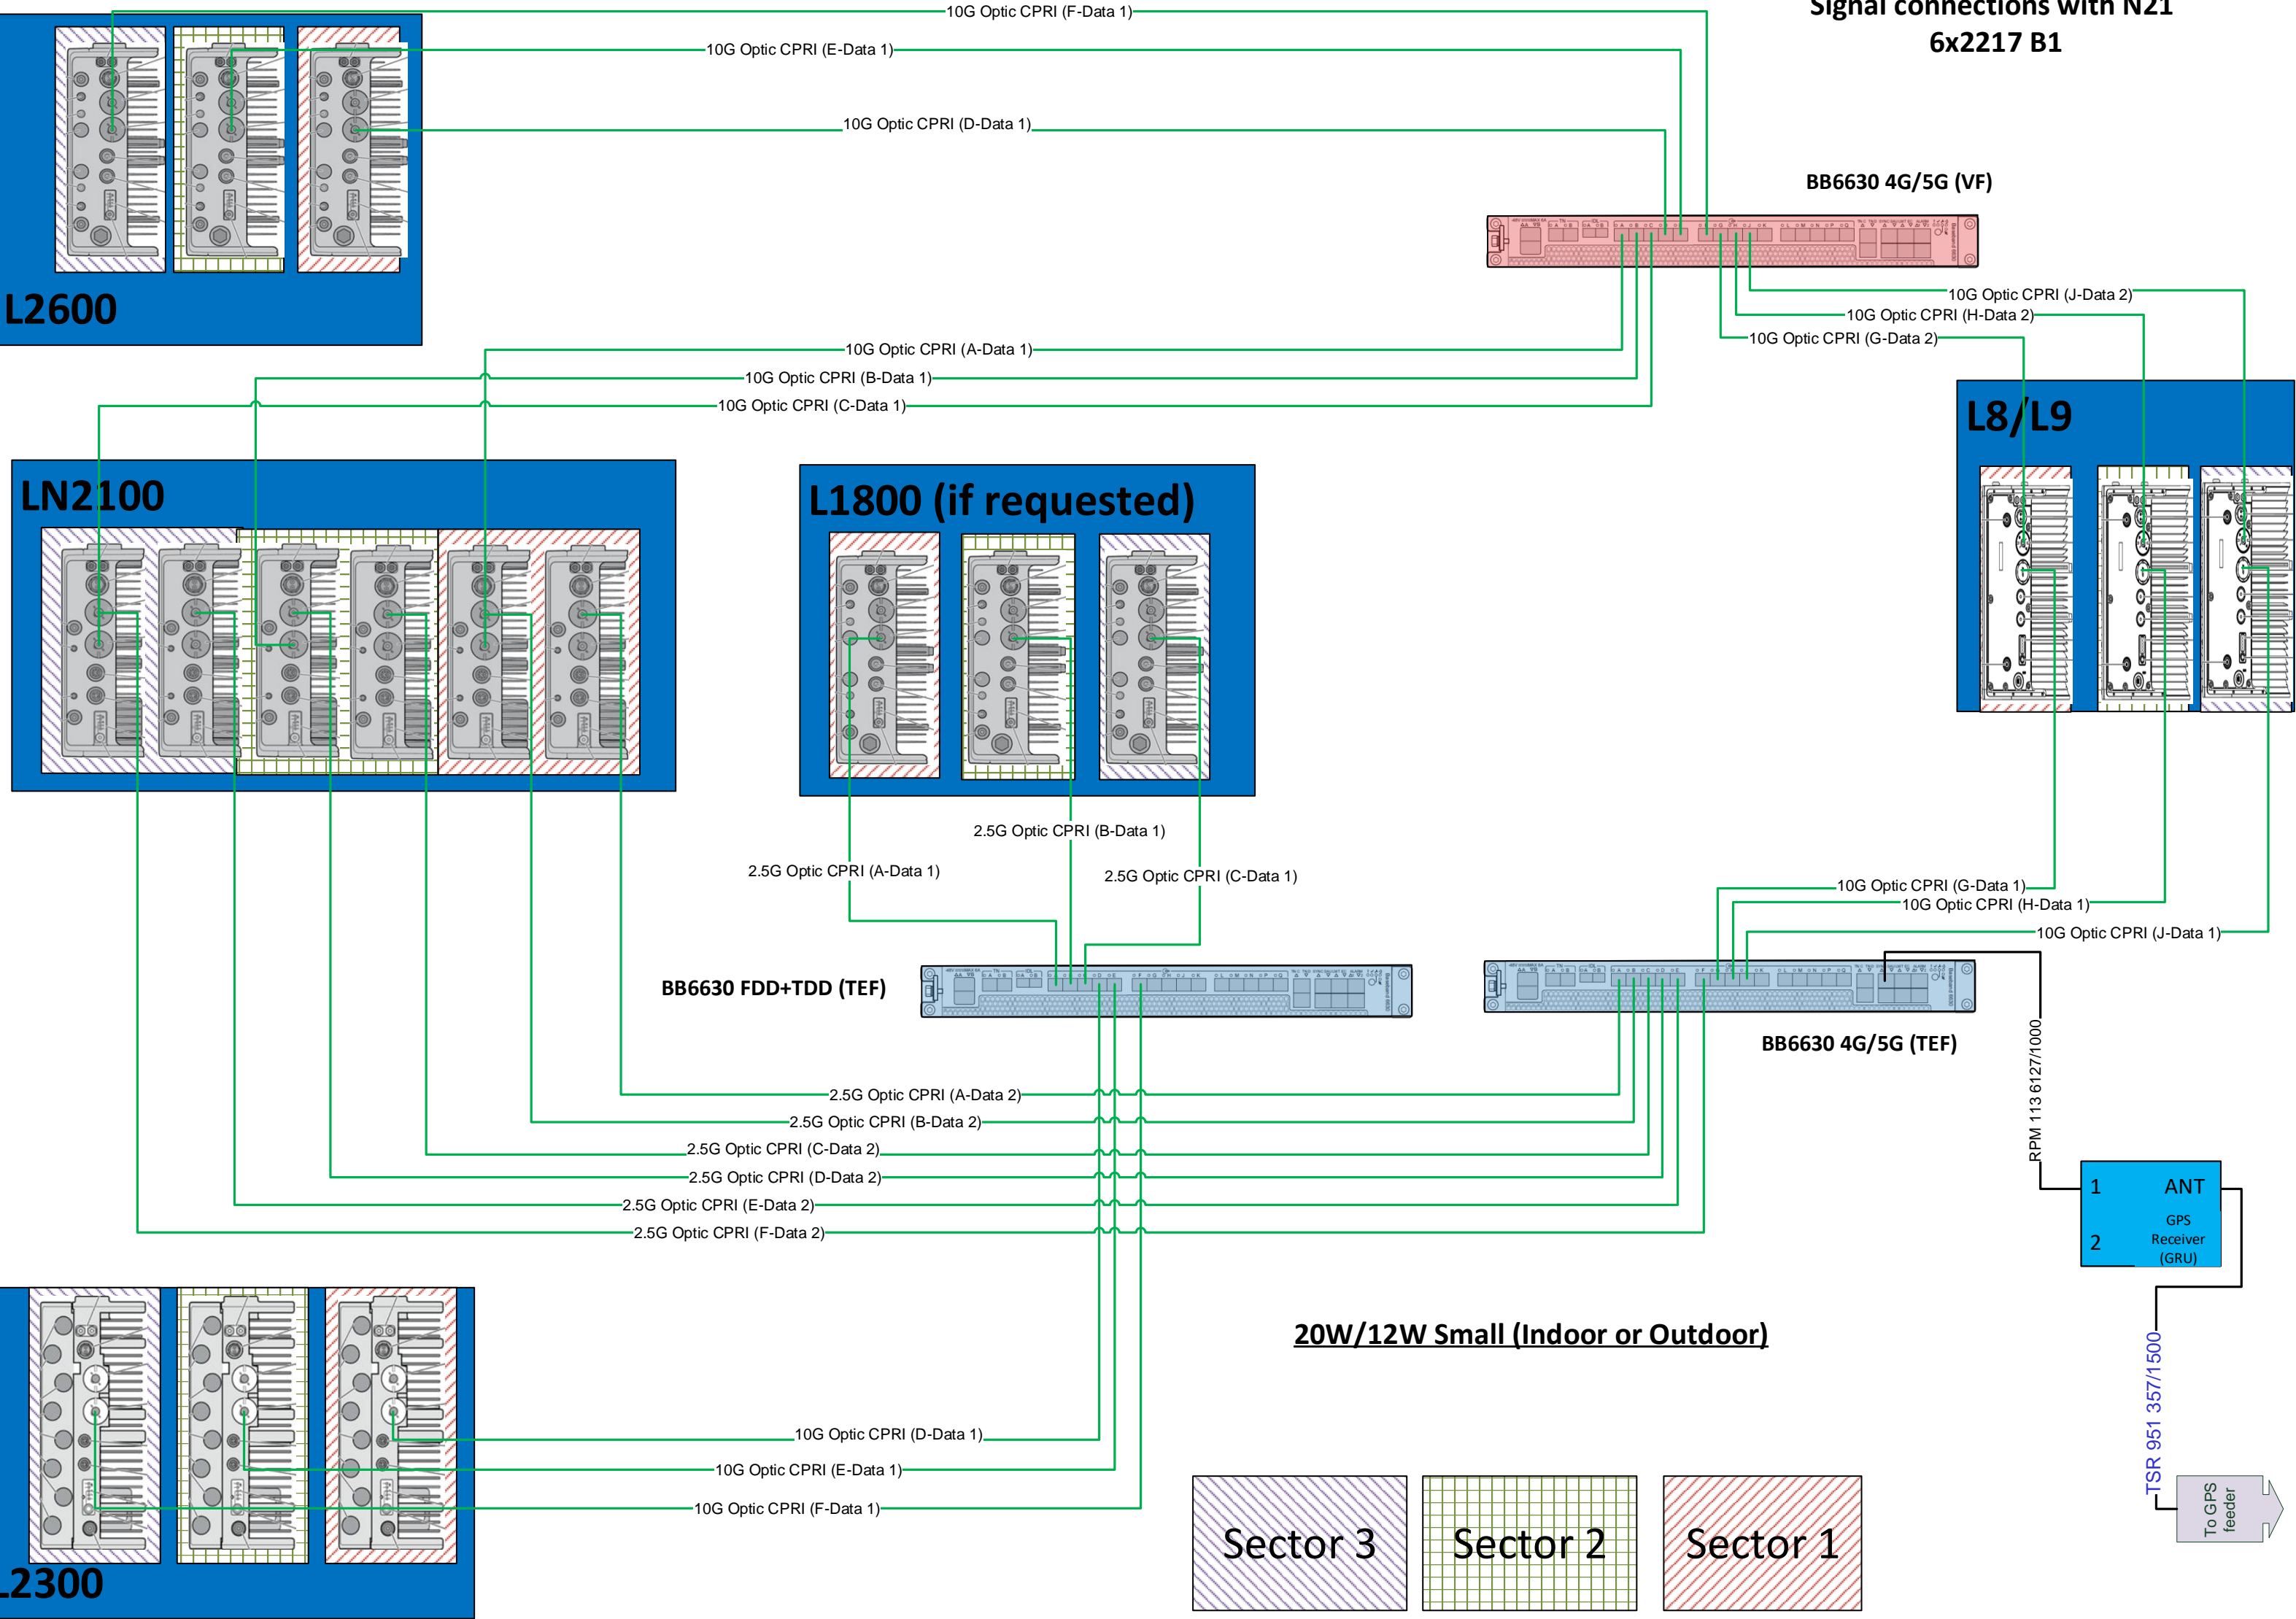 Signal connections with N21
6x2217 B1
10G Optic CPRI (F-Data 1)
10G Optic CPRI (E-Data 1)
10G Optic CPRI (D-Data 1)
L2600
BB6630 4G/5G (VF)
10G Optic CPRI (J-Data 2)
10G Optic CPRI (H-Data 2)
10G Optic CPRI (G-Data 2)
10G Optic CPRI (A-Data 1)
10G Optic CPRI (B-Data 1)
10G Optic CPRI (C-Data 1)
L8/L9
LN2100
L1800 (if requested)
2.5G Optic CPRI (B-Data 1)
2.5G Optic CPRI (A-Data 1)
2.5G Optic CPRI (C-Data 1)
10G Optic CPRI (G-Data 1)
10G Optic CPRI (H-Data 1)
10G Optic CPRI (J-Data 1)
BB6630 FDD+TDD (TEF)
BB6630 4G/5G (TEF)
RPM 113 6127/1000
2.5G Optic CPRI (A-Data 2)
2.5G Optic CPRI (B-Data 2)
2.5G Optic CPRI (C-Data 2)
2.5G Optic CPRI (D-Data 2)
2.5G Optic CPRI (E-Data 2)
2.5G Optic CPRI (F-Data 2)
1 ANT
GPS
2 Receiver
(GRU)
20W/12W Small (Indoor or Outdoor)
TSR 951 357/1500
10G Optic CPRI (D-Data 1)
10G Optic CPRI (E-Data 1)
10G Optic CPRI (F-Data 1)
To GPS
feeder
Sector 3
Sector 2
Sector 1
L2300